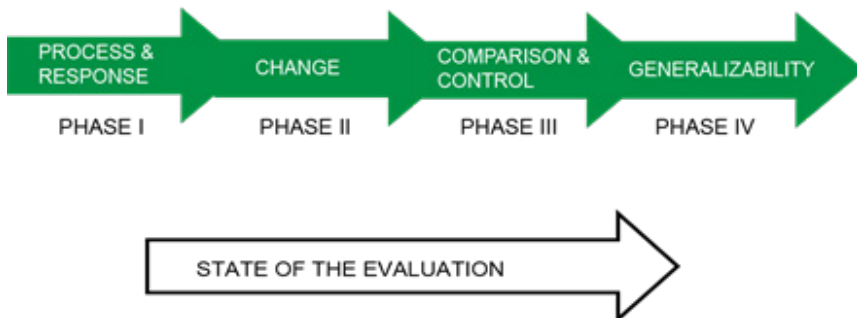 PROCESS &
RESPONSE
CHANGE
COMPARISON &
CONTROL
GENERALIZABILITY
PHASE I
PHASE II
PHASE III
PHASE IV
STATE OF THE EVALUATION